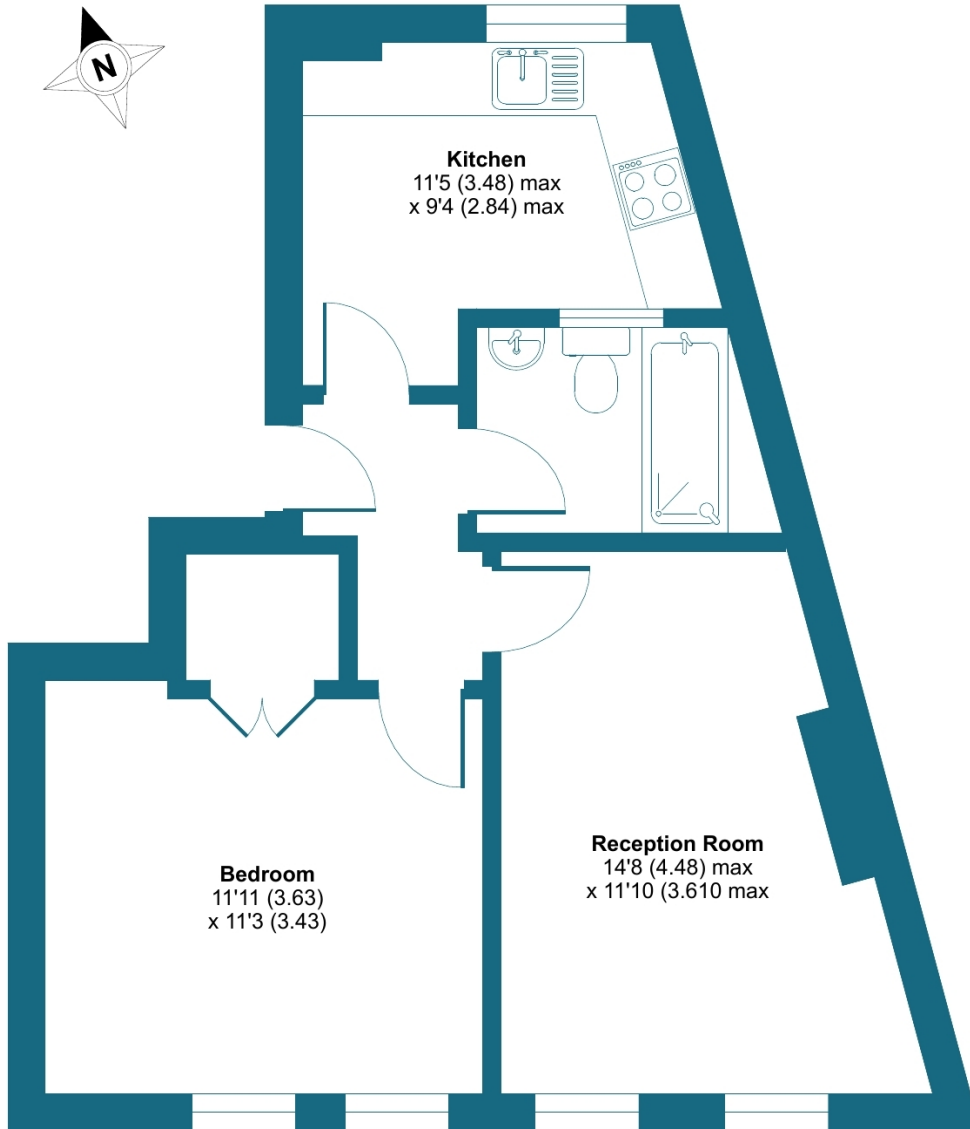 N
Kitchen
11'5 (3.48) max
x 9'4 (2.84) max
Reception Room
14'8 (4.48) max
x 11'10 (3.610 max
Bedroom
11'11 (3.63)
x 11'3 (3.43)